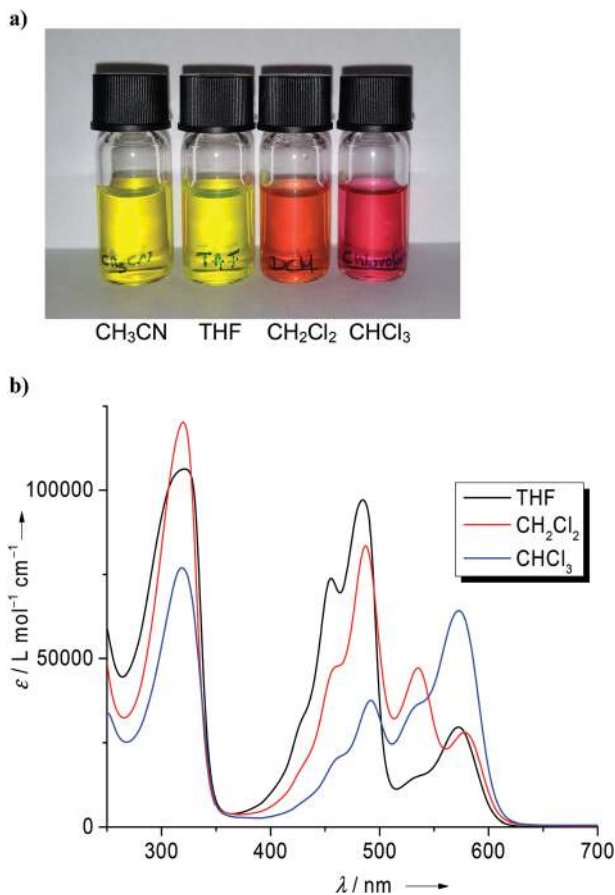 a)
CH₃CN THF DCM Chlorofo
CH₃CN THF CH₂Cl₂ CHCl₃
b)
ε / L mol⁻¹ cm⁻¹ →
100000
50000
0
THF
CH₂Cl₂
CHCl₃
300 400 500 600 700
λ / nm →